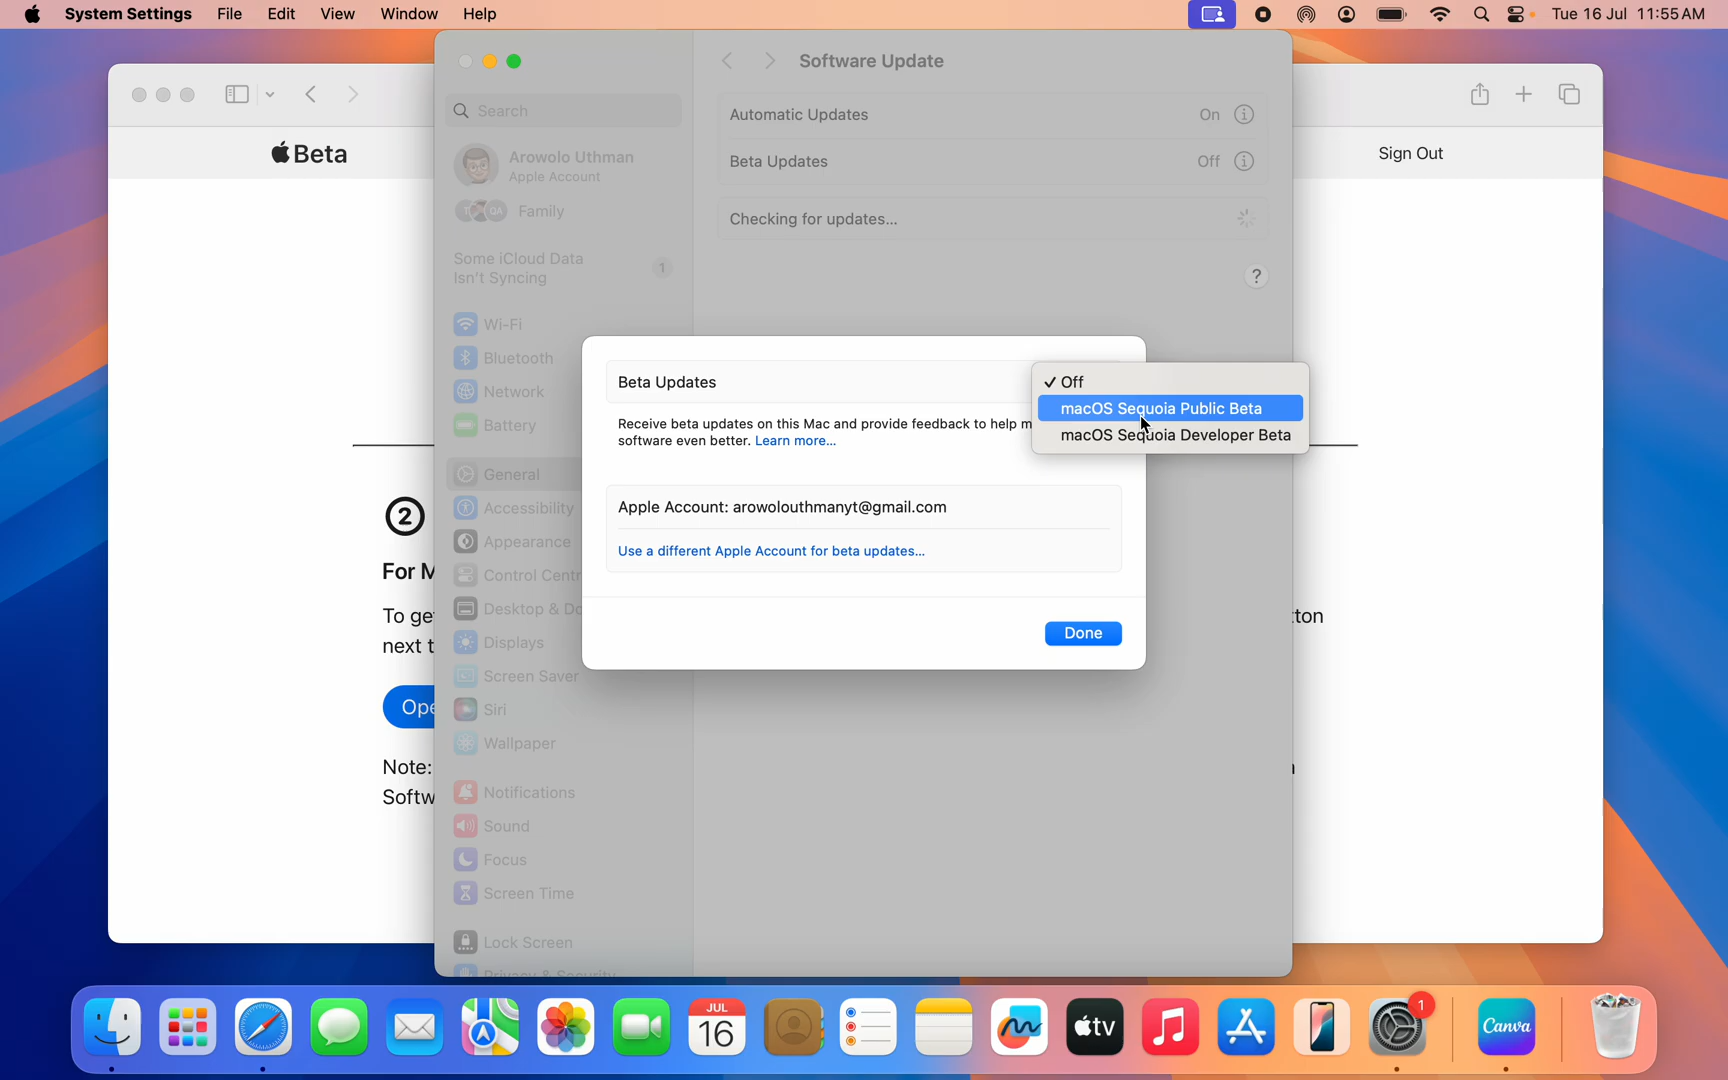 System Settings File Edit View Window Help Tue 16 Jul 11:55 AM
Software Update
Search
Automatic Updates On
Beta
Sign Out
Arowolo Uthman
Apple Account
Beta Updates Off
Family
Checking for updates...
Some iCloud Data
Isn't Syncing
1
?
Wi-Fi
Bluetooth
Network
Battery
General
Accessibility
Appearance
Control Centr
Desktop & Do
Displays
Screen Saver
Siri
Wallpaper
Notifications
Sound
Focus
Screen Time
Lock Screen
Privacy & Security
Beta Updates
✓ Off
macOS Sequoia Public Beta
macOS Sequoia Developer Beta
Receive beta updates on this Mac and provide feedback to help m
software even better. Learn more...
Apple Account: arowolouthmanyt@gmail.com
Use a different Apple Account for beta updates...
Done
2
For M
To ge
ton
next t
Ope
Note:
Softw
JUL
16
tv
1
Canva